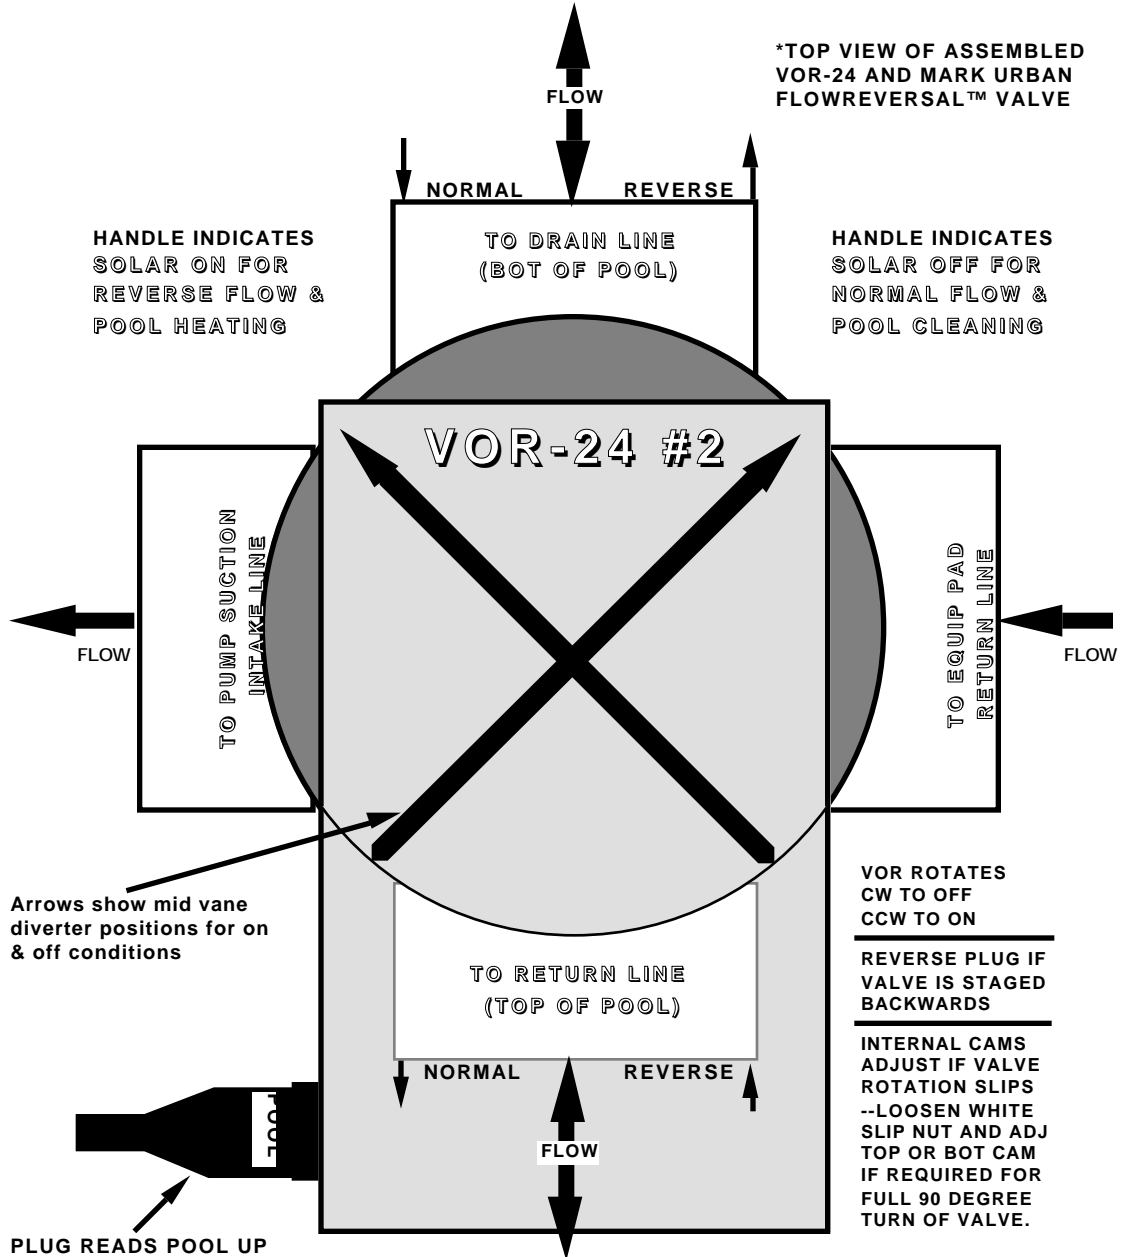 *TOP VIEW OF ASSEMBLED
VOR-24 AND MARK URBAN
FLOWREVERSAL™ VALVE
FLOW
NORMAL
REVERSE
TO DRAIN LINE
(BOT OF POOL)
HANDLE INDICATES
SOLAR ON FOR
REVERSE FLOW &
POOL HEATING
HANDLE INDICATES
SOLAR OFF FOR
NORMAL FLOW &
POOL CLEANING
VOR-24 #2
TO PUMP SUCTION
INTAKE LINE
FLOW
TO EQUIP PAD
RETURN LINE
FLOW
Arrows show mid vane
diverter positions for on
& off conditions
TO RETURN LINE
(TOP OF POOL)
NORMAL
REVERSE
FLOW
POOL
PLUG READS POOL UP
VOR ROTATES
CW TO OFF
CCW TO ON
REVERSE PLUG IF
VALVE IS STAGED
BACKWARDS
INTERNAL CAMS
ADJUST IF VALVE
ROTATION SLIPS
--LOOSEN WHITE
SLIP NUT AND ADJ
TOP OR BOT CAM
IF REQUIRED FOR
FULL 90 DEGREE
TURN OF VALVE.